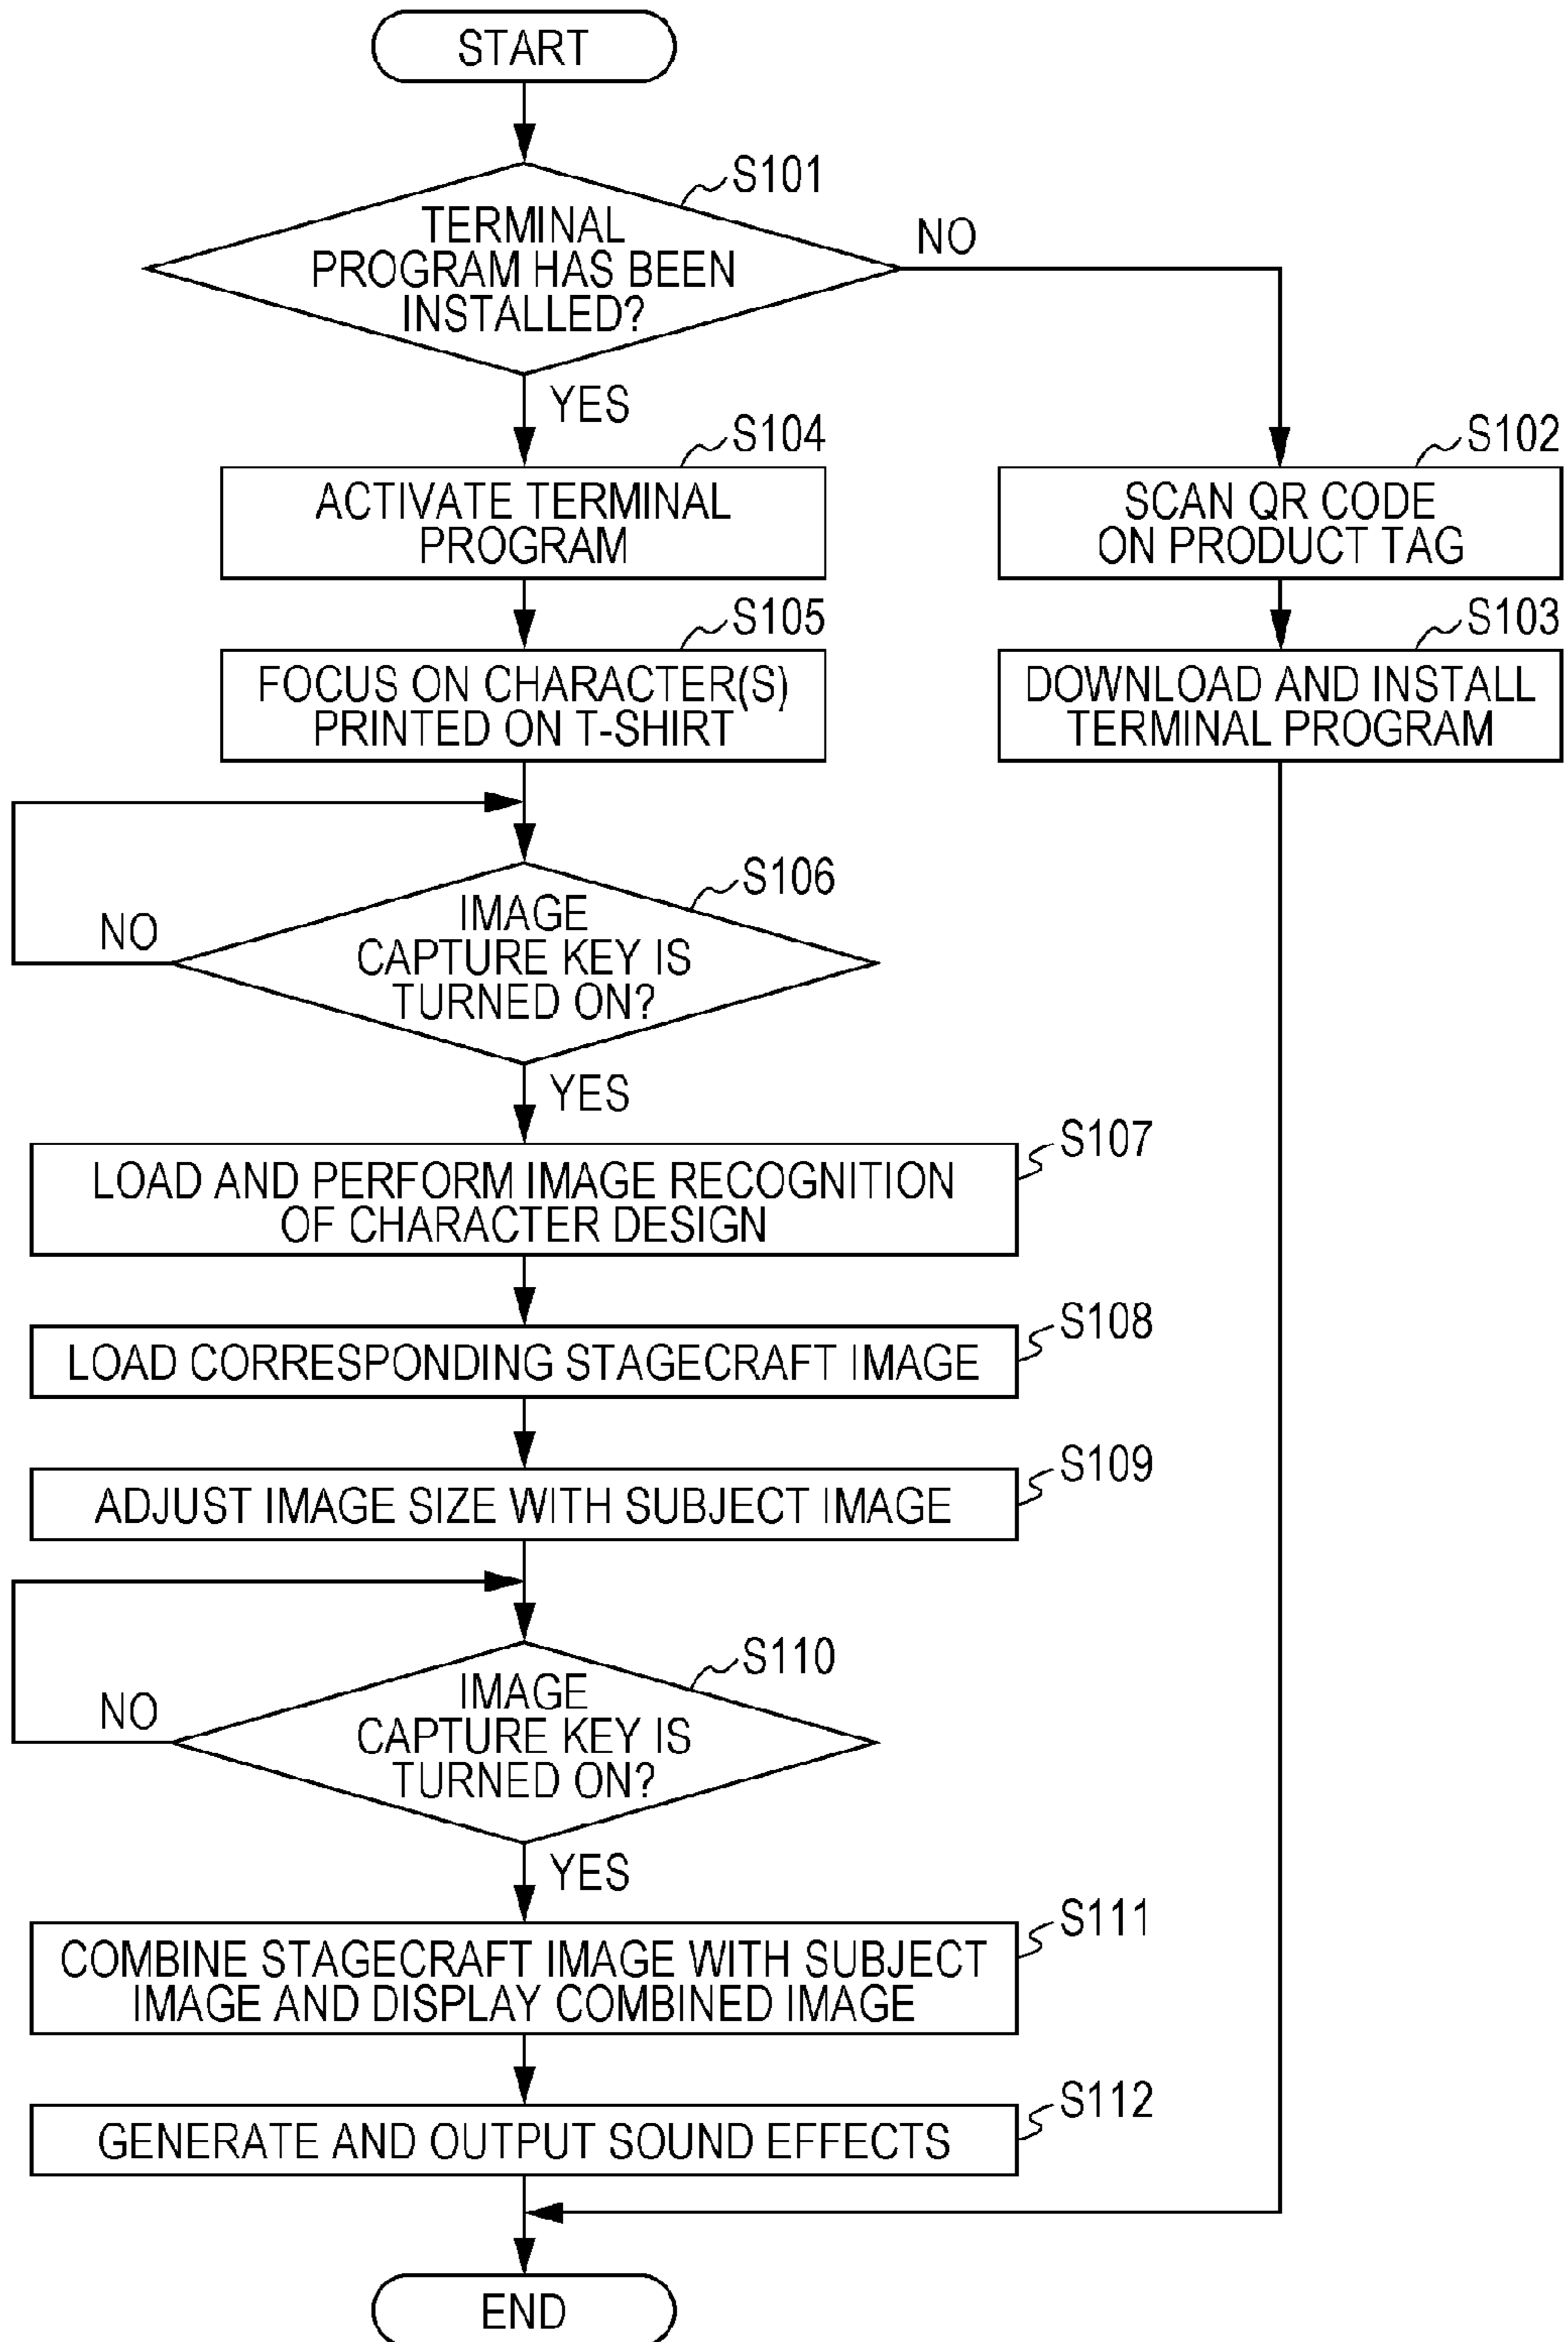 START
S101
TERMINAL
PROGRAM HAS BEEN
INSTALLED?
NO
YES
S104
ACTIVATE TERMINAL
PROGRAM
S102
SCAN QR CODE
ON PRODUCT TAG
S105
FOCUS ON CHARACTER(S)
PRINTED ON T-SHIRT
S103
DOWNLOAD AND INSTALL
TERMINAL PROGRAM
S106
IMAGE
CAPTURE KEY IS
TURNED ON?
NO
YES
S107
LOAD AND PERFORM IMAGE RECOGNITION
OF CHARACTER DESIGN
S108
LOAD CORRESPONDING STAGECRAFT IMAGE
S109
ADJUST IMAGE SIZE WITH SUBJECT IMAGE
S110
IMAGE
CAPTURE KEY IS
TURNED ON?
NO
YES
S111
COMBINE STAGECRAFT IMAGE WITH SUBJECT
IMAGE AND DISPLAY COMBINED IMAGE
S112
GENERATE AND OUTPUT SOUND EFFECTS
END